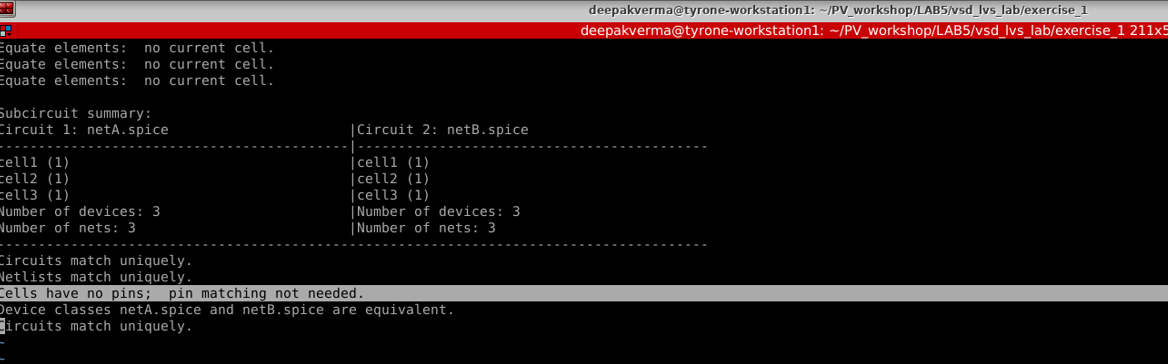 deepakverma@tyrone-workstation1: ~/PV_workshop/LAB5/vsd_lvs_lab/exercise_1
deepakverma@tyrone-workstation1: ~/PV_workshop/LAB5/vsd_lvs_lab/exercise_1 211x5
Equate elements:  no current cell.
Equate elements:  no current cell.
Equate elements:  no current cell.
Subcircuit summary:
Circuit 1: netA.spice                      |Circuit 2: netB.spice
-------------------------------------------|-------------------------------------------
cell1 (1)                                  |cell1 (1)
cell2 (1)                                  |cell2 (1)
cell3 (1)                                  |cell3 (1)
Number of devices: 3                       |Number of devices: 3
Number of nets: 3                          |Number of nets: 3
---------------------------------------------------------------------------------------
Circuits match uniquely.
Netlists match uniquely.
Cells have no pins;  pin matching not needed.
Device classes netA.spice and netB.spice are equivalent.
Circuits match uniquely.
~
~